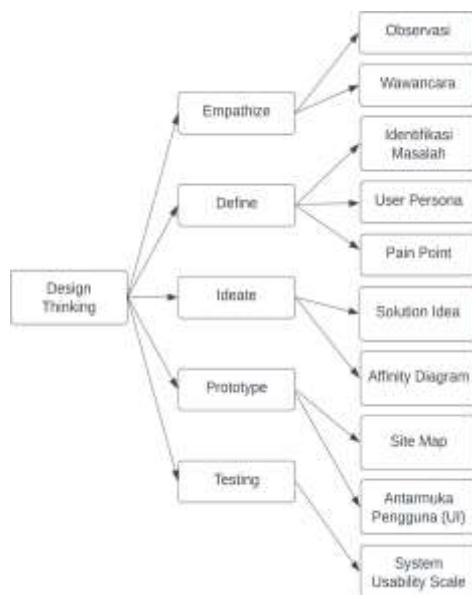 Observasi
Wawancara
Empathize
Identifikasi
Masalah
Define
User Persona
Pain Point
Design
Thinking
Ideate
Solution Idea
Affinity Diagram
Prototype
Site Map
Antarmuka
Pengguna (UI)
Testing
System
Usability Scale